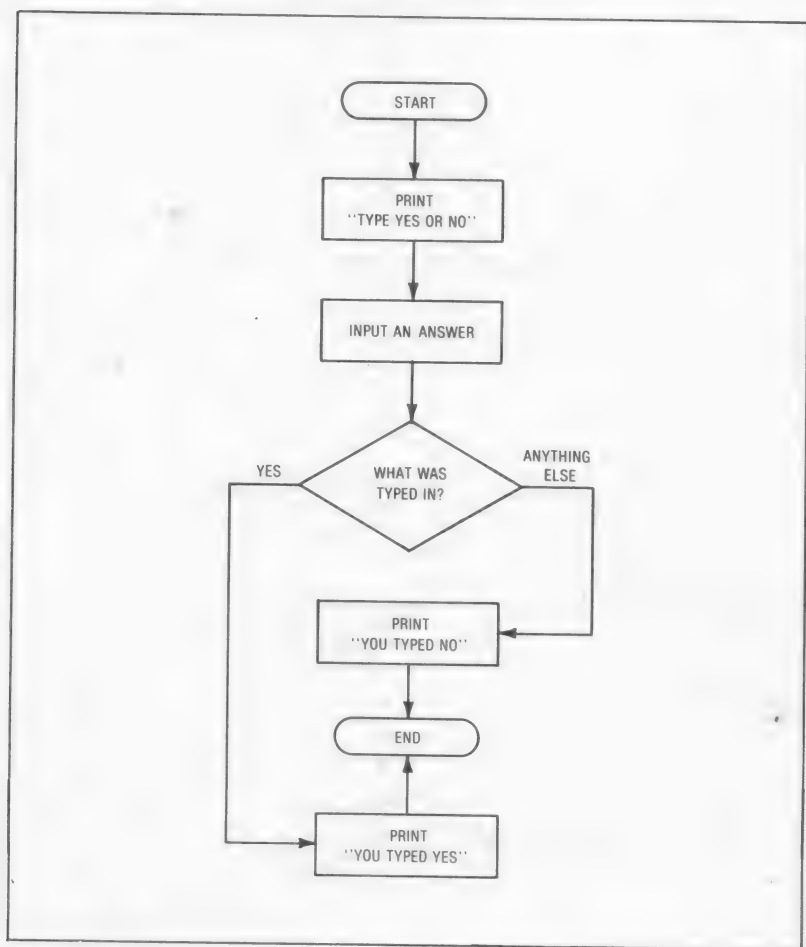 START
PRINT
''TYPE YES OR NO''
INPUT AN ANSWER
WHAT WAS
TYPED IN?
YES
ANYTHING
ELSE
PRINT
''YOU TYPED NO''
END
PRINT
''YOU TYPED YES''